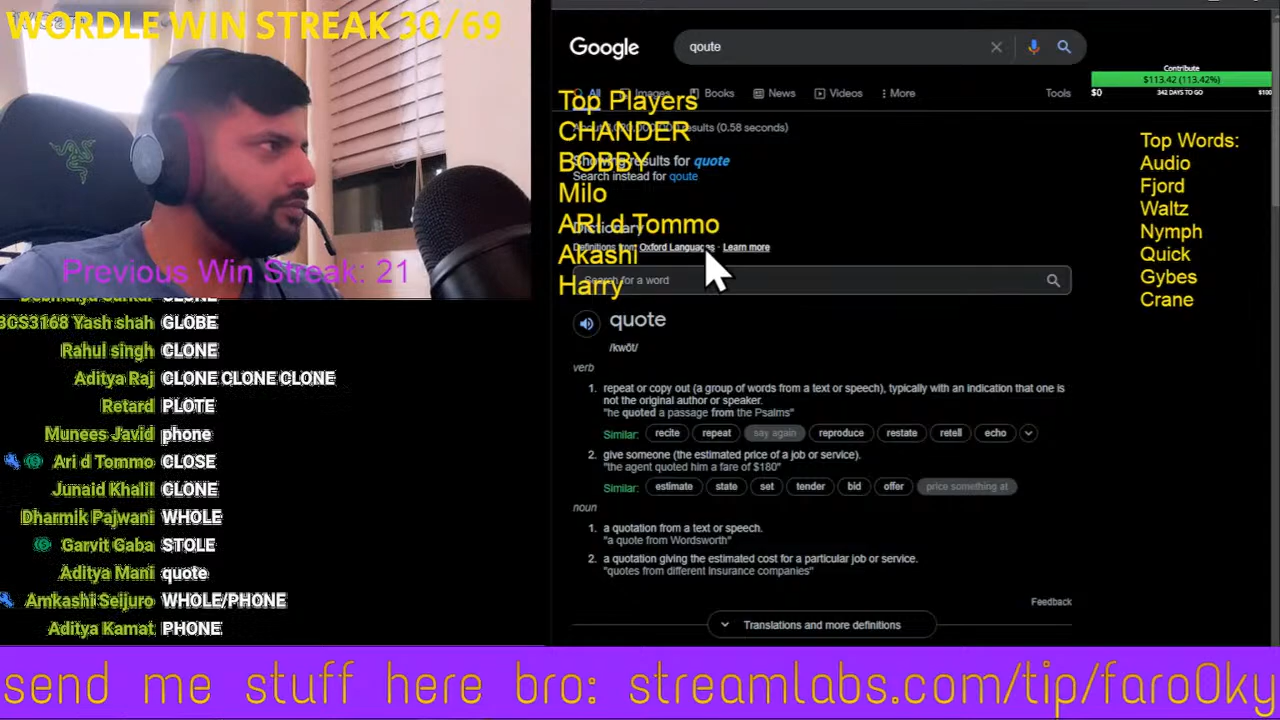 WORDLE WIN STREAK 30/69
Previous Win Streak: 21
CLONE
3CS3168 Yash shah GLOBE
Rahul singh CLONE
Aditya Raj CLONE CLONE CLONE
Retard PLOTE
Munees Javid phone
Ari d Tommo CLOSE
Junaid Khalil CLONE
Dharmik Pajwani WHOLE
Garvit Gaba STOLE
Aditya Mani quote
Amkashi Seijuro WHOLE/PHONE
Aditya Kamat PHONE
Google
qoute
All Images Books News Videos More Tools
results (0.58 seconds)
Showing results for quote
Search instead for qoute
Dictionary
Definitions from Oxford Languages · Learn more
Search for a word
Top Players
CHANDER
BOBBY
Milo
ARI d Tommo
Akashi
Harry
quote
/kwōt/
verb
1. repeat or copy out (a group of words from a text or speech), typically with an indication that one is
not the original author or speaker.
"he quoted a passage from the Psalms"
Similar: recite repeat say again reproduce restate retell echo
2. give someone (the estimated price of a job or service).
"the agent quoted him a fare of $180"
Similar: estimate state set tender bid offer price something at
noun
1. a quotation from a text or speech.
"a quote from Wordsworth"
2. a quotation giving the estimated cost for a particular job or service.
"quotes from different insurance companies"
Feedback
Translations and more definitions
Contribute
$113.42 (113.42%)
$0 342 DAYS TO GO $100
Top Words:
Audio
Fjord
Waltz
Nymph
Quick
Gybes
Crane
send me stuff here bro: streamlabs.com/tip/faro0ky